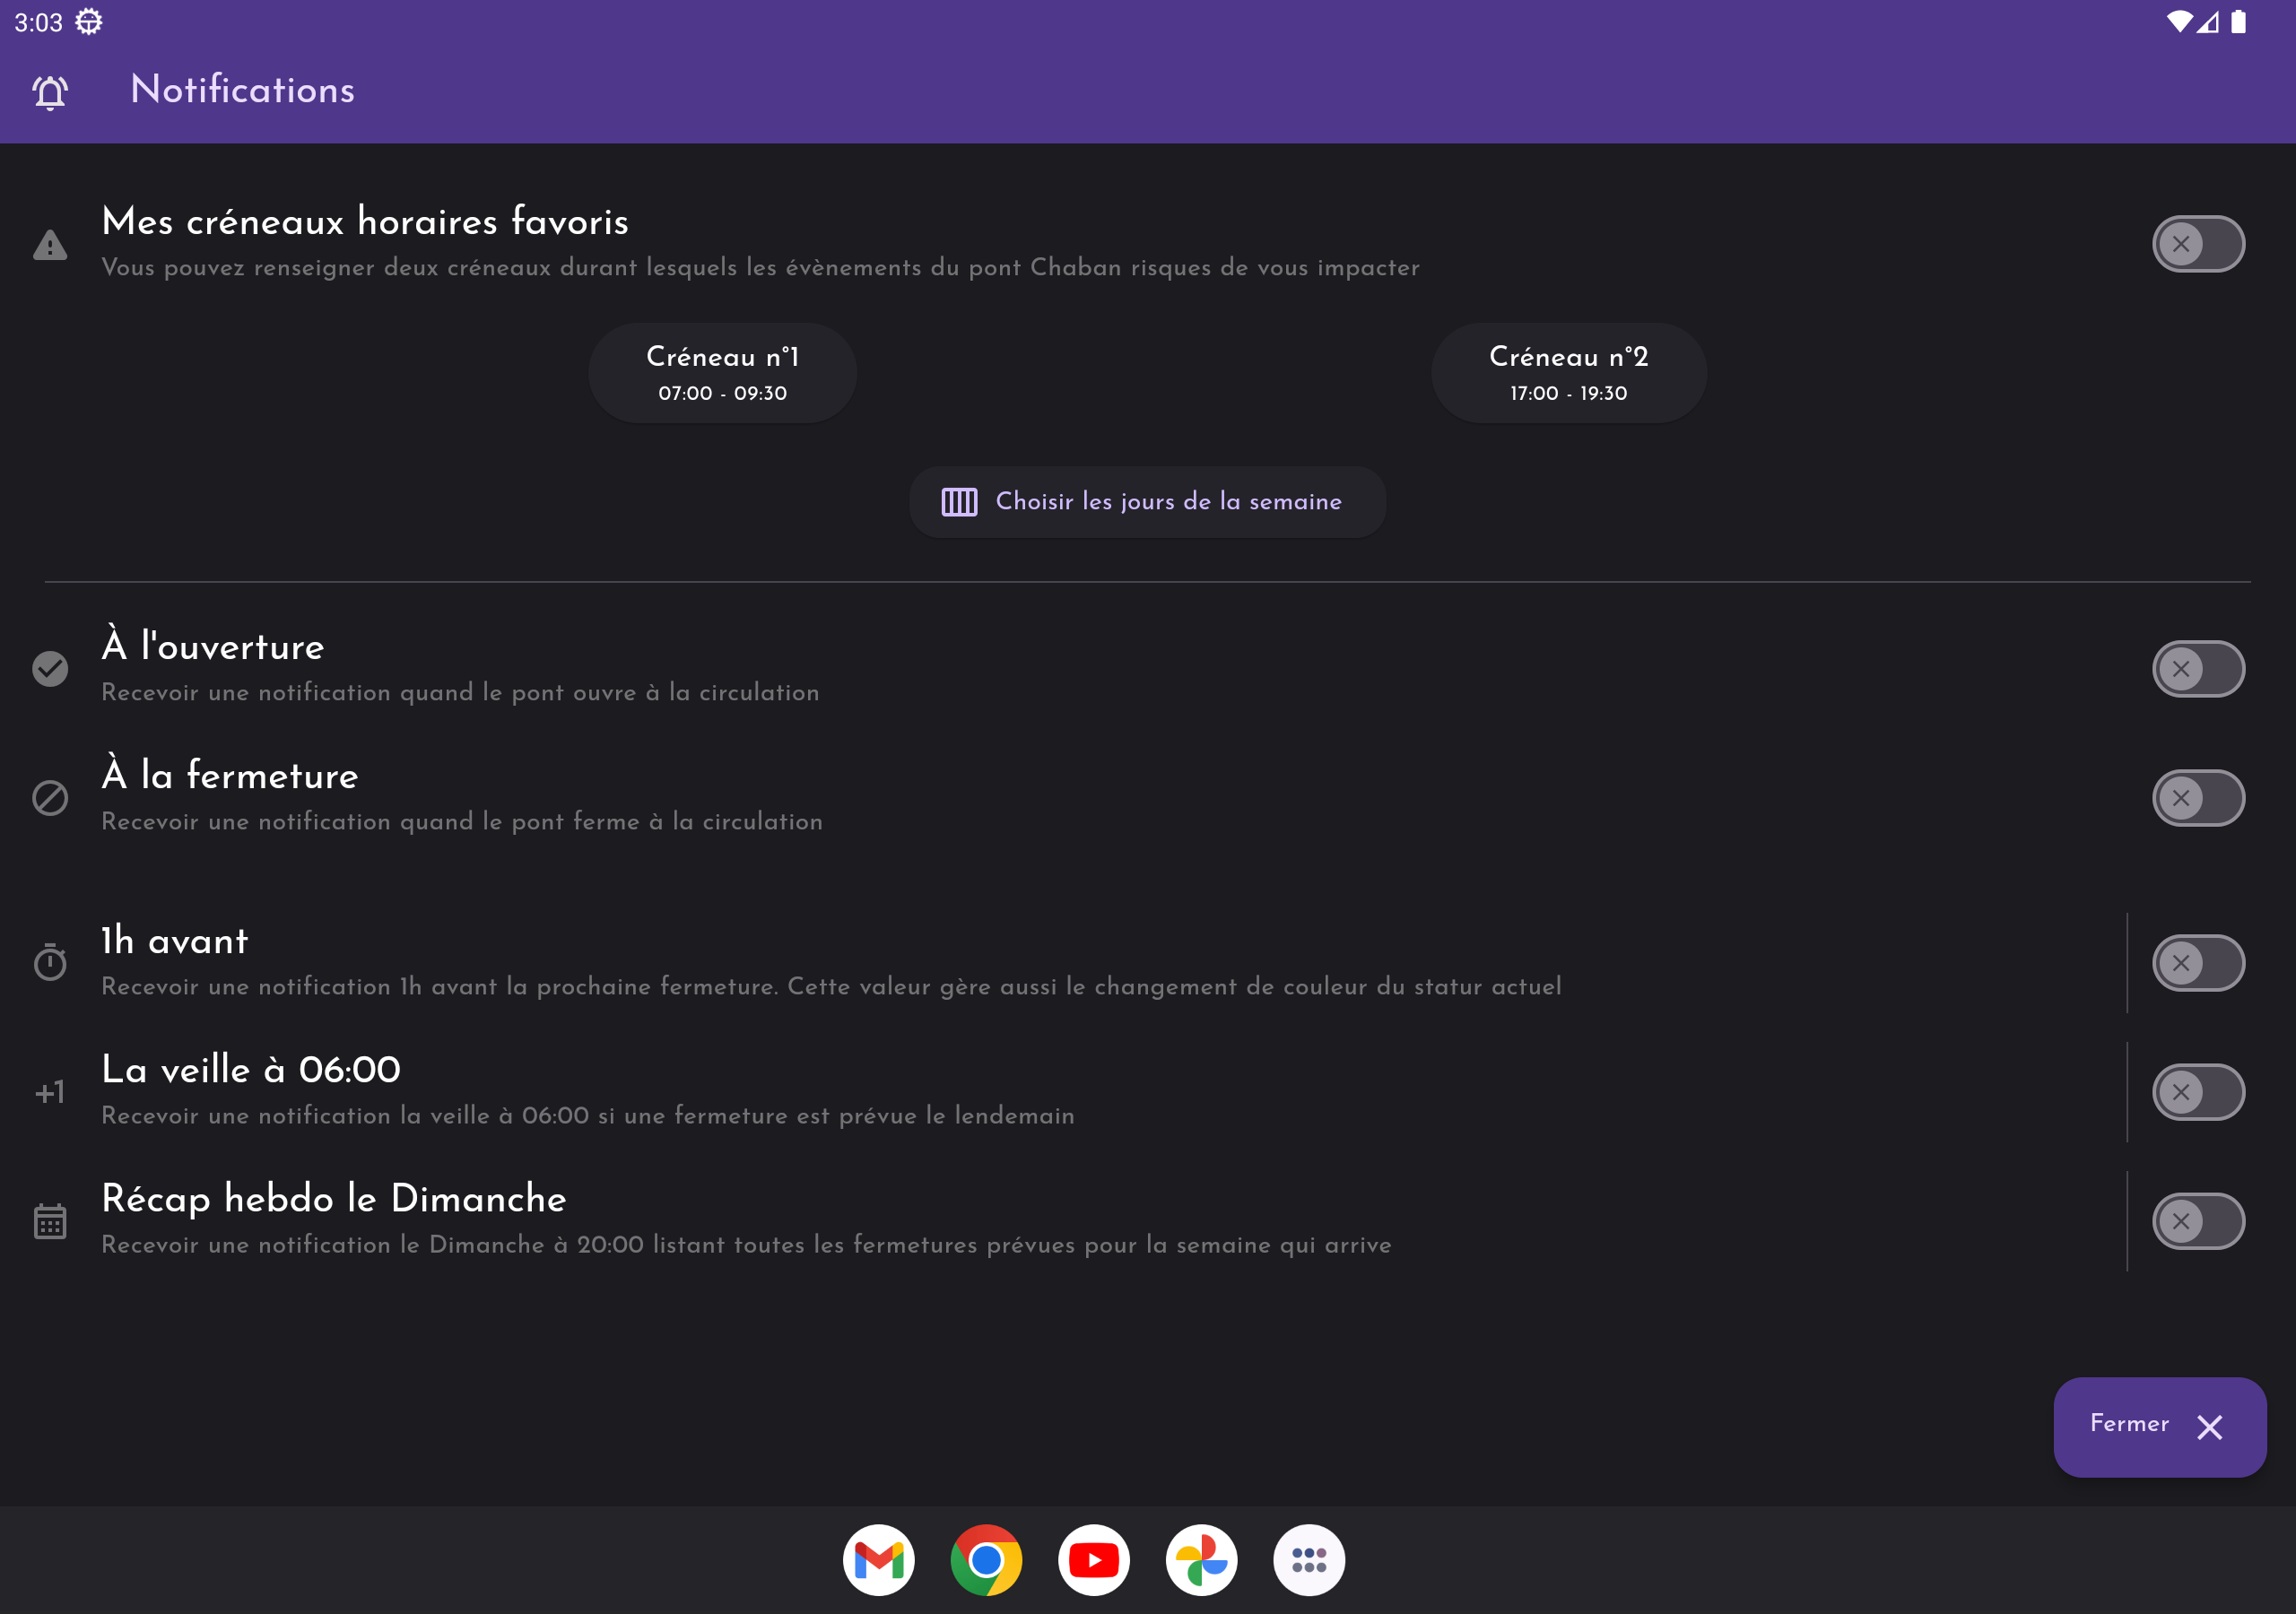 3:03
Notifications
Mes créneaux horaires favoris
Vous pouvez renseigner deux créneaux durant lesquels les évènements du pont Chaban risques de vous impacter
Créneau n°1
07:00 - 09:30
Créneau n°2
17:00 - 19:30
Choisir les jours de la semaine
À l'ouverture
Recevoir une notification quand le pont ouvre à la circulation
À la fermeture
Recevoir une notification quand le pont ferme à la circulation
1h avant
Recevoir une notification 1h avant la prochaine fermeture. Cette valeur gère aussi le changement de couleur du statur actuel
+1
La veille à 06:00
Recevoir une notification la veille à 06:00 si une fermeture est prévue le lendemain
Récap hebdo le Dimanche
Recevoir une notification le Dimanche à 20:00 listant toutes les fermetures prévues pour la semaine qui arrive
Fermer